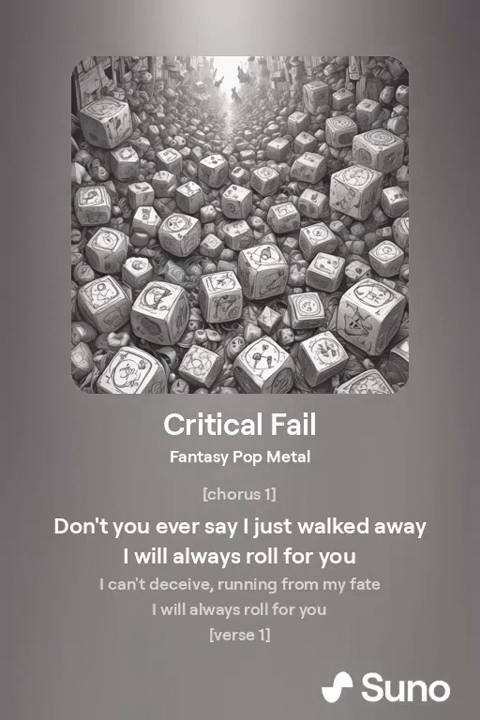 Critical Fail
Fantasy Pop Metal
[chorus 1]
Don't you ever say I just walked away
I will always roll for you
I can't deceive, running from my fate
I will always roll for you
[verse 1]
Suno